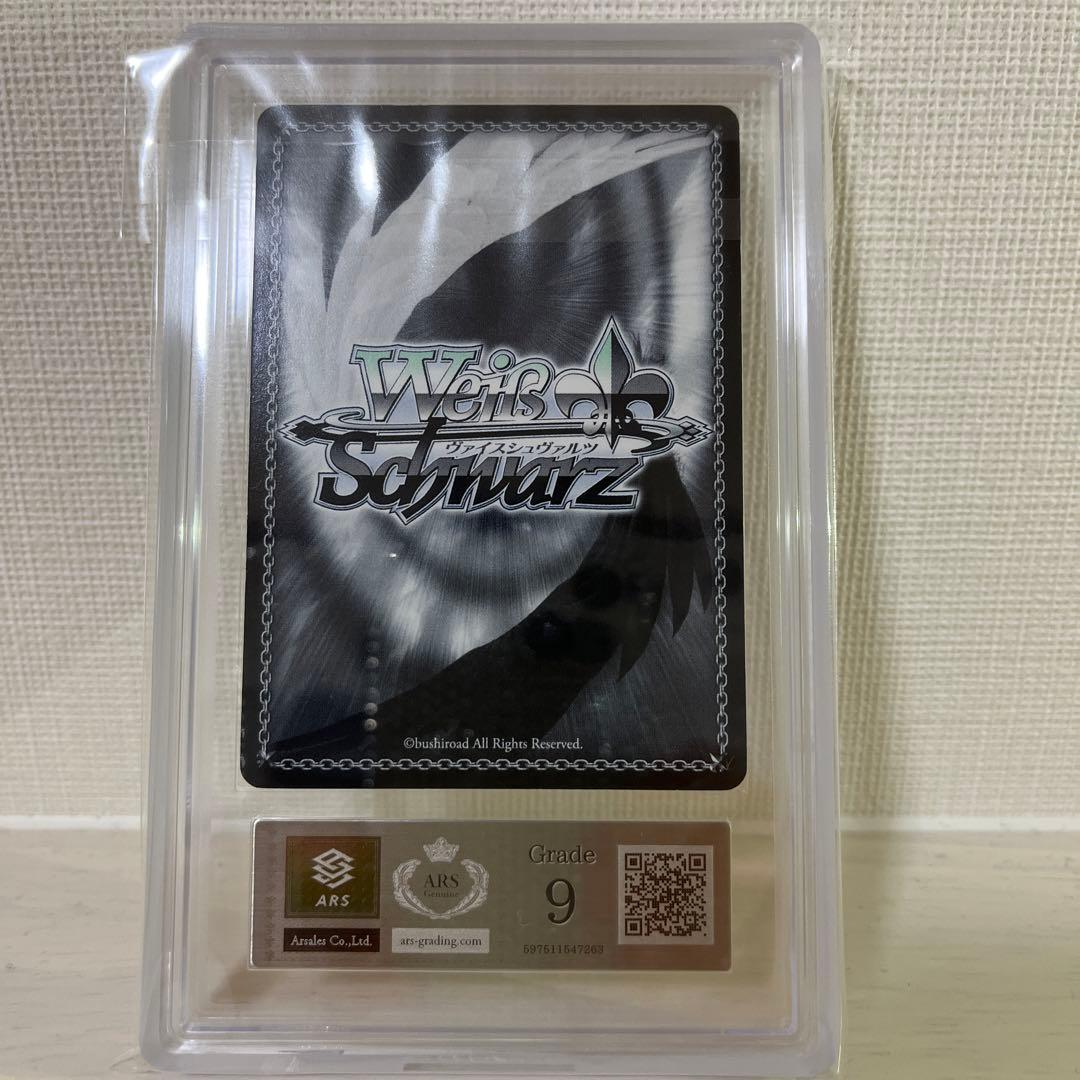 Weiß
ヴァイスシュヴァルツ
Schwarz
©bushiroad All Rights Reserved.
ARS
Arsales Co.,Ltd.
ARS
Genuine
ars-grading.com
Grade
9
597511547263